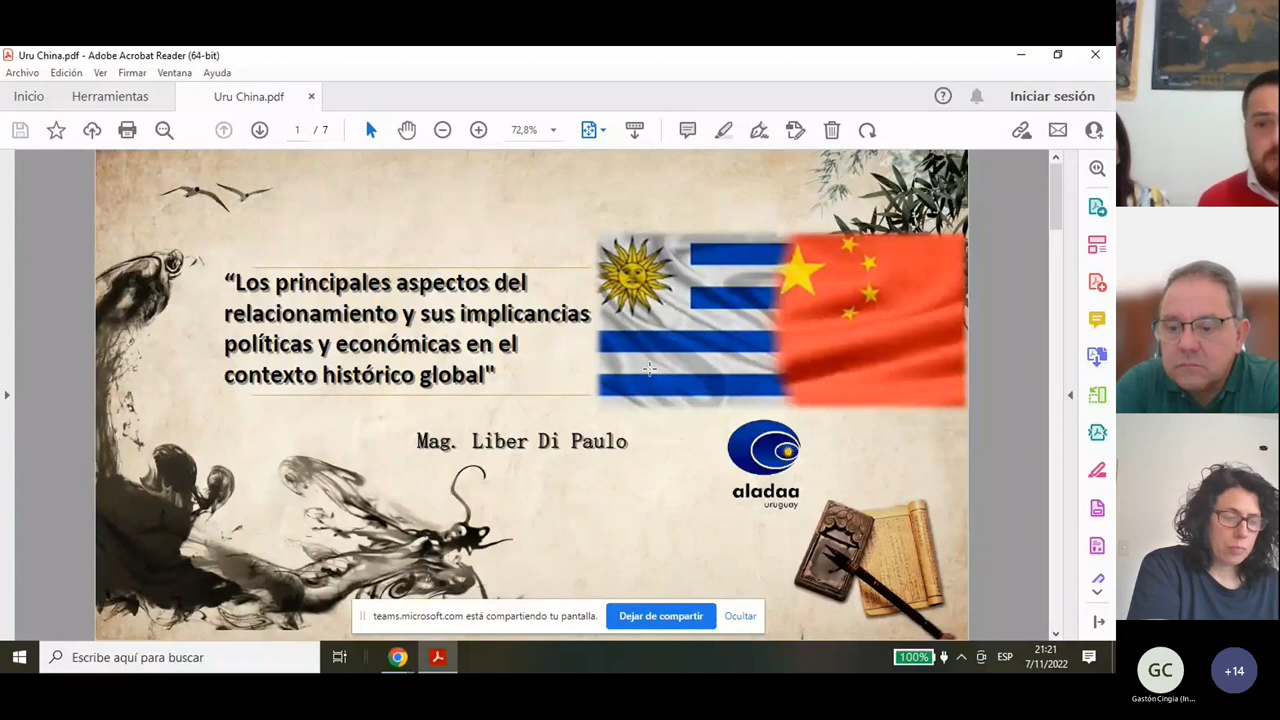 Uru China.pdf - Adobe Acrobat Reader (64-bit)
Archivo Edición Ver Firmar Ventana Ayuda
Inicio Herramientas Uru China.pdf Iniciar sesión
1 / 7 72,8%
“Los principales aspectos del
relacionamiento y sus implicancias
políticas y económicas en el
contexto histórico global"
Mag. Liber Di Paulo
aladaa
uruguay
teams.microsoft.com está compartiendo tu pantalla. Dejar de compartir Ocultar
Escribe aquí para buscar
100% ESP 21:21
7/11/2022
GC +14
Gastón Cingia (In...